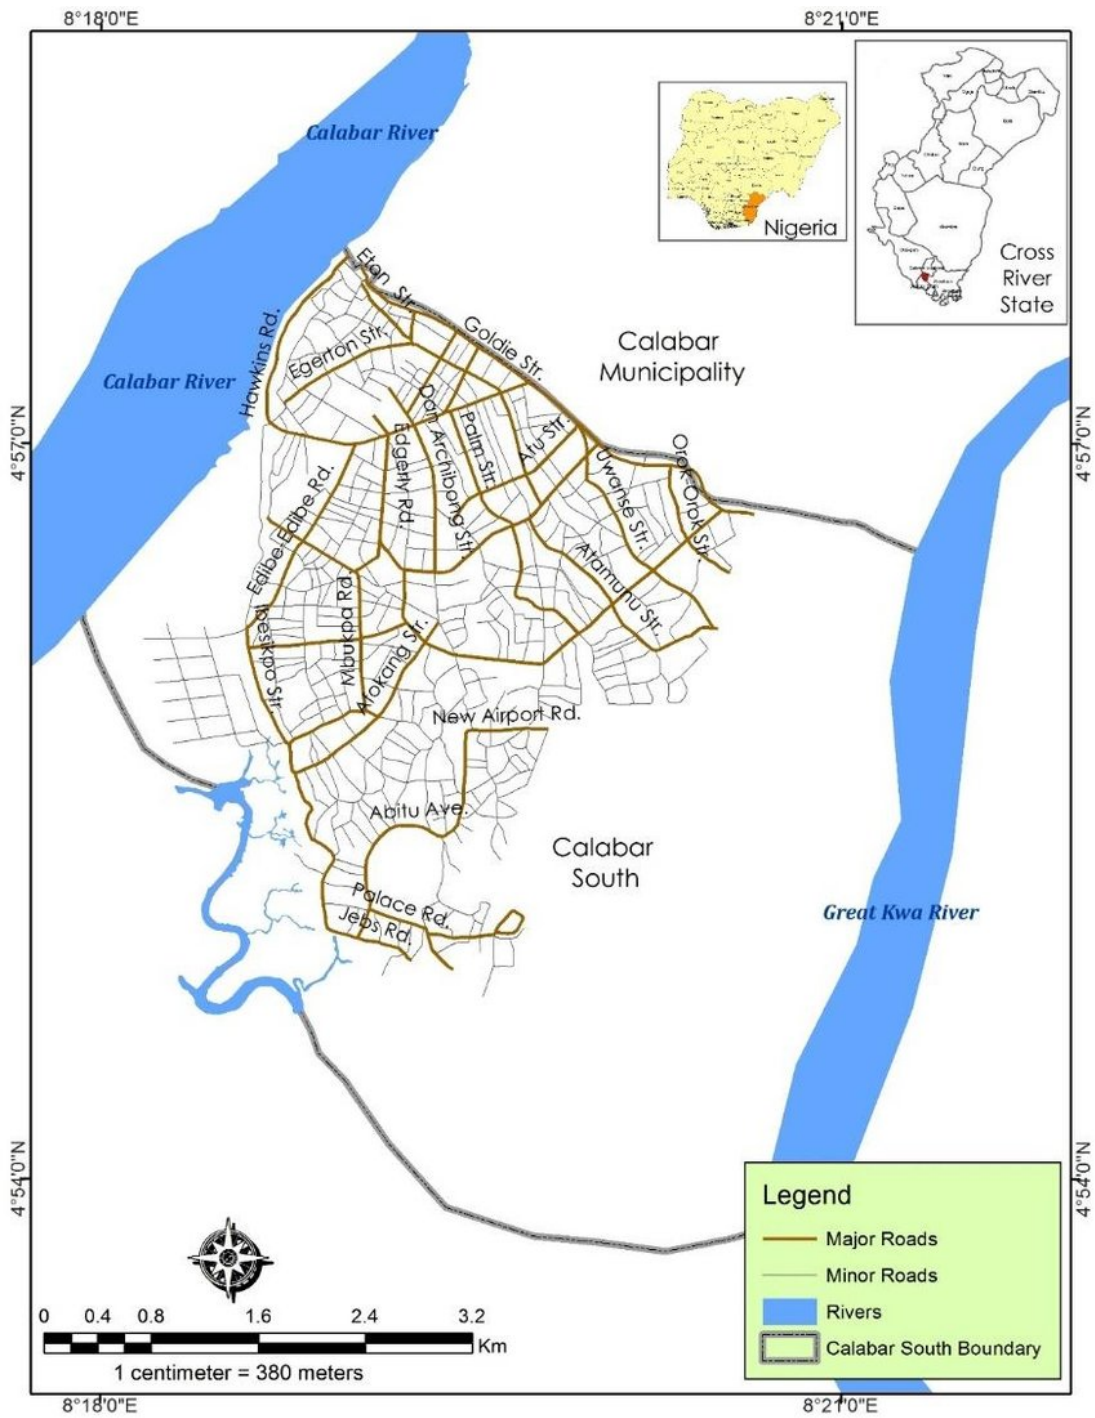 8°18'0"E
8°21'0"E
Calabar River
Nigeria
Cross
River
State
Etan Str.
Goldie Str.
Calabar
Municipality
Hawkins Rd.
Egerton Str.
Calabar River
Dan Archibong Str.
Palm Str.
Atu Str.
Edgerly Rd.
Uwanse Str.
Orok-Orok Str.
4°57'0"N
4°57'0"N
Edibe-Edibe Rd.
Atamunu Str.
Ibesikpo Str.
Mbukpa Rd.
Afokang Str.
New Airport Rd.
Abitu Ave.
Calabar
South
Palace Rd.
Jebs Rd.
Great Kwa River
4°54'0"N
4°54'0"N
Legend
Major Roads
Minor Roads
Rivers
Calabar South Boundary
0 0.4 0.8 1.6 2.4 3.2
Km
1 centimeter = 380 meters
8°18'0"E
8°21'0"E